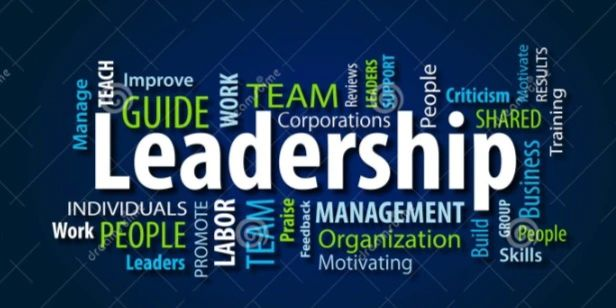 Manage
TEACH
Improve
GUIDE
WORK
TEAM
Corporations
Reviews
LEADERS
SUPPORT
People
Criticism
SHARED
Motivate
RESULTS
Training
Leadership
INDIVIDUALS
Work PEOPLE
Leaders
PROMOTE
LABOR
TEAM
Praise
Feedback
MANAGEMENT
Organization
Motivating
Build
GROUP
Business
People
Skills